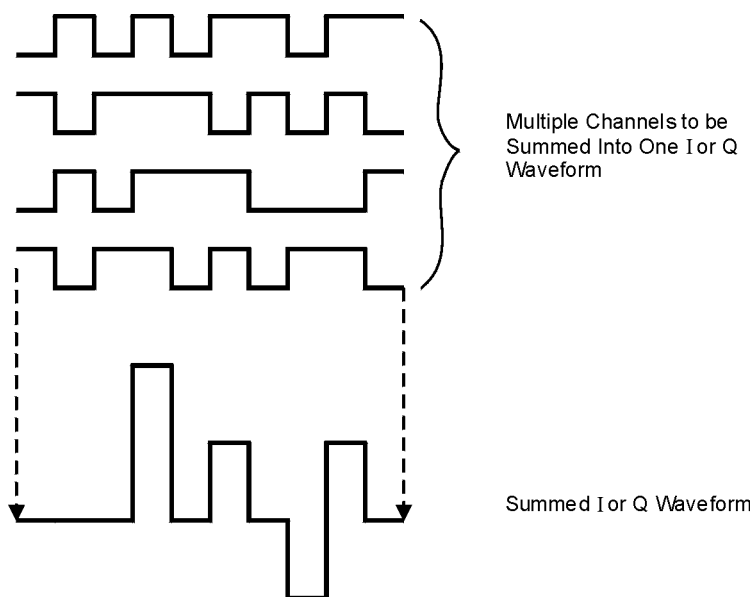 Multiple Channels to be
Summed Into One I or Q
Waveform
Summed I or Q Waveform